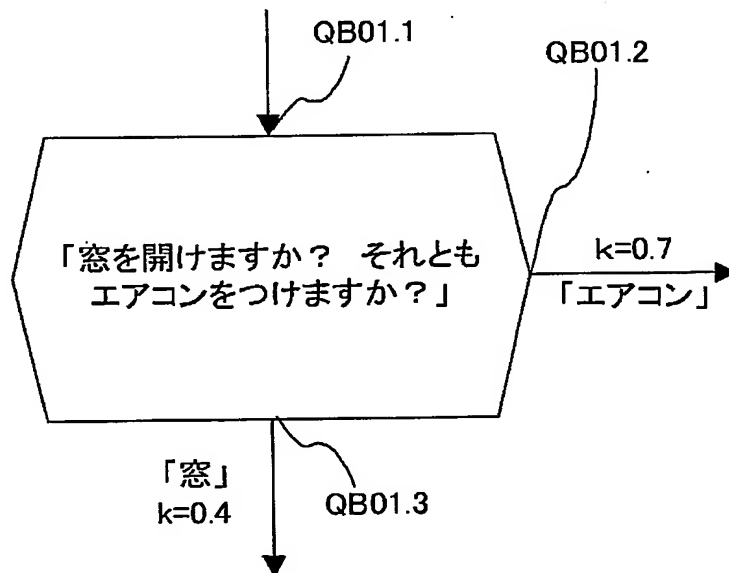 QB01.1
QB01.2
「窓を開けますか？　それとも
エアコンをつけますか？」
k=0.7
「エアコン」
「窓」
k=0.4
QB01.3